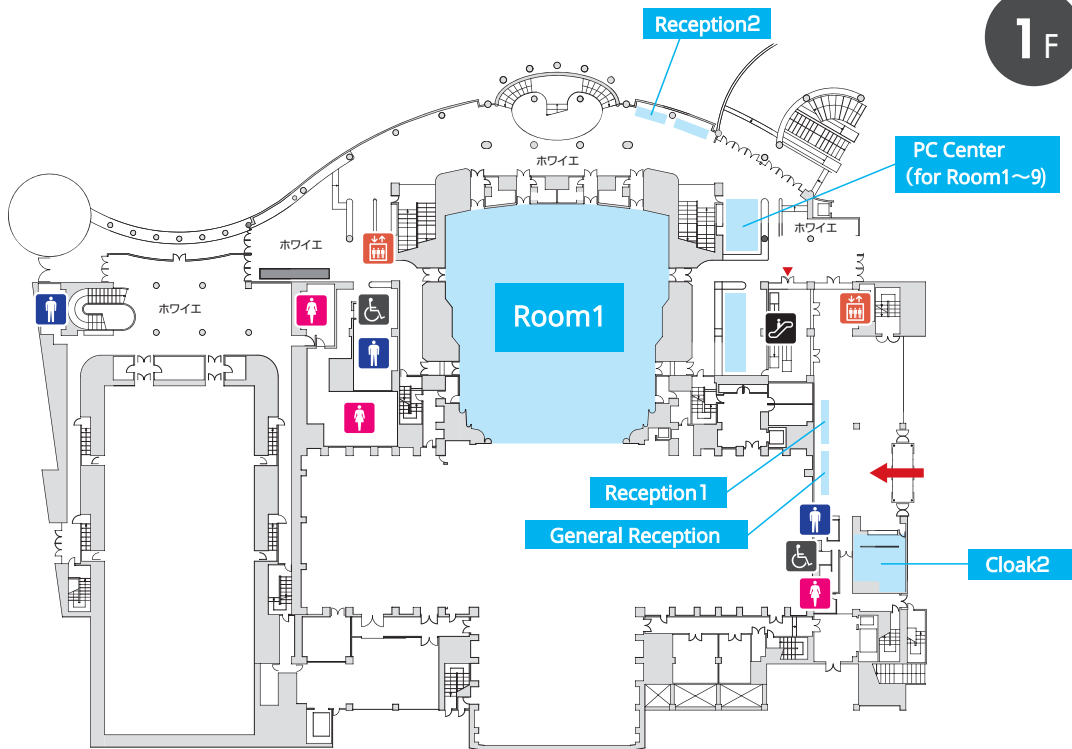 1F
Reception2
PC Center
(for Room1～9)
ホワイエ
ホワイエ
ホワイエ
ホワイエ
Room1
Reception1
General Reception
Cloak2